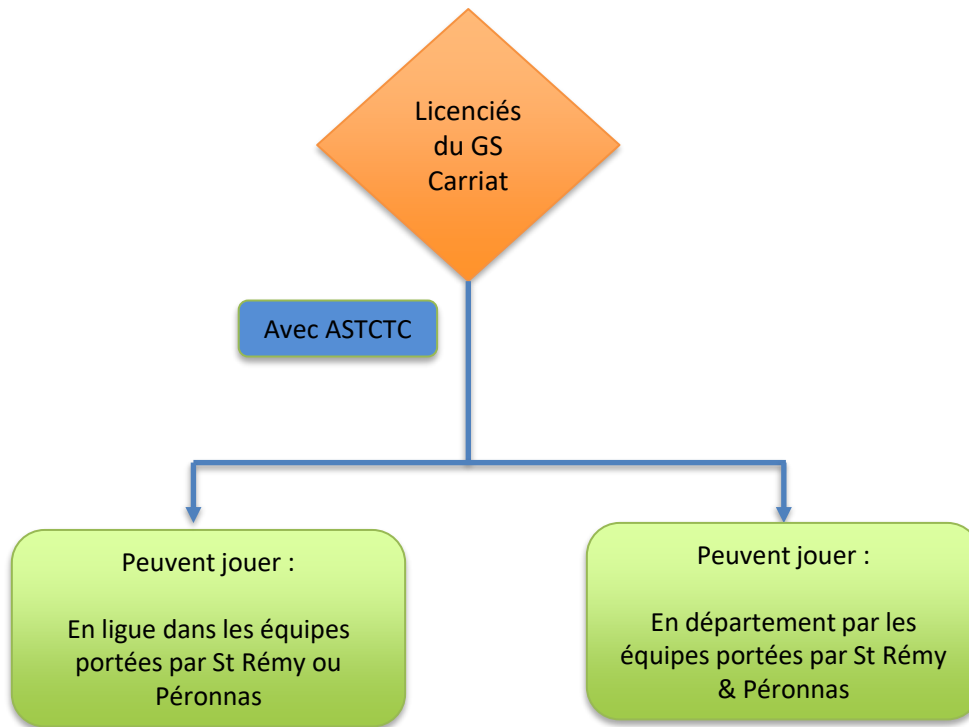 Licenciés
du GS
Carriat
Avec ASTCTC
Peuvent jouer :
En ligne dans les équipes
portées par St Rémy ou
Péronnas
Peuvent jouer :
En département par les
équipes portées par St Rémy
& Péronnas